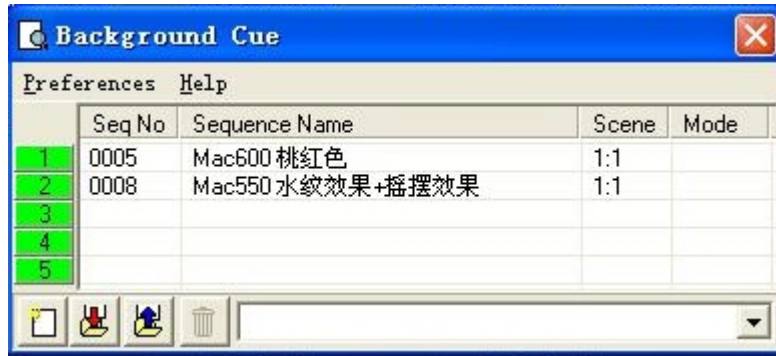 Background Cue
Preferences Help
Seq No Sequence Name Scene Mode
1 0005 Mac600 桃红色 1:1
2 0008 Mac550 水纹效果+摇摆效果 1:1
3
4
5